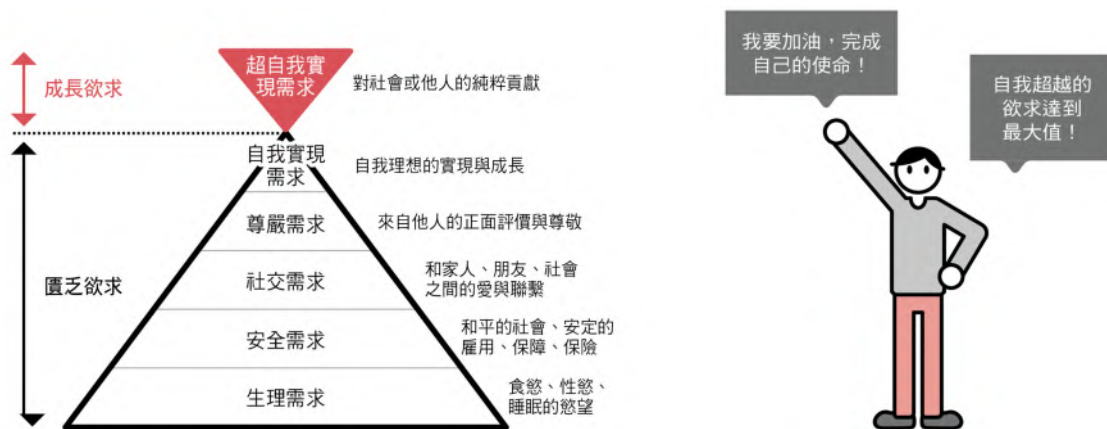 成長欲求
超自我實
現需求
對社會或他人的純粹貢獻
自我實現
需求
自我理想的實現與成長
尊嚴需求
來自他人的正面評價與尊敬
匱乏欲求
社交需求
和家人、朋友、社會
之間的愛與聯繫
安全需求
和平的社會、安定的
雇用、保障、保險
生理需求
食慾、性慾、
睡眠的慾望
我要加油，完成
自己的使命！
自我超越的
欲求達到
最大值！